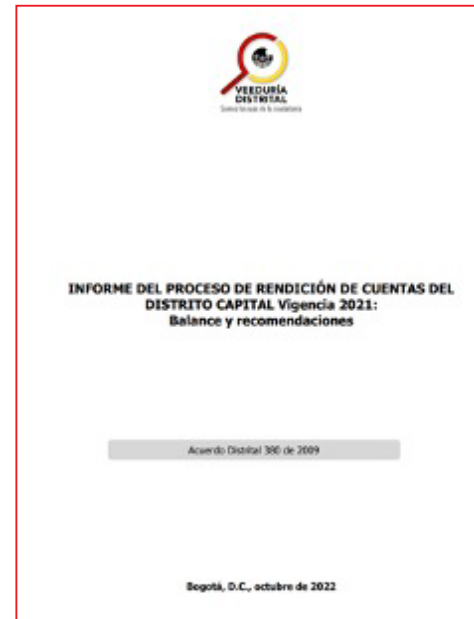 VEEDURÍA
DISTRITAL
INFORME DEL PROCESO DE RENDICIÓN DE CUENTAS DEL
DISTRITO CAPITAL Vigencia 2021:
Balance y recomendaciones
Acuerdo Distrital 380 de 2009
Bogotá, D.C., octubre de 2022